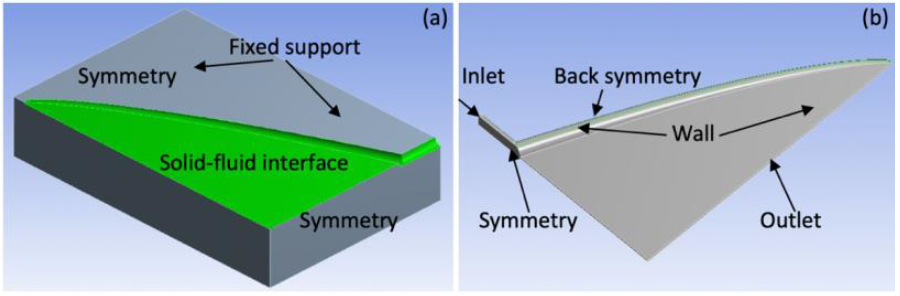 (a)
Fixed support
Symmetry
Solid-fluid interface
Symmetry
(b)
Inlet
Back symmetry
Wall
Symmetry
Outlet